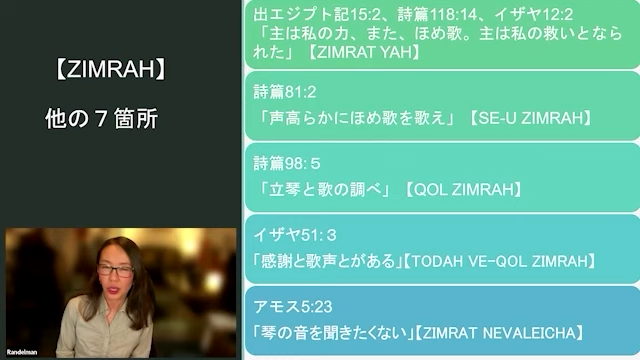 【ZIMRAH】
他の７箇所
出エジプト記15:2、詩篇118:14、イザヤ12:2
「主は私の力、また、ほめ歌。主は私の救いとなら
れた」【ZIMRAT YAH】
詩篇81:2
「声高らかにほめ歌を歌え」【SE-U ZIMRAH】
詩篇98:５
「立琴と歌の調べ」【QOL ZIMRAH】
イザヤ51:３
「感謝と歌声とがある」【TODAH VE-QOL ZIMRAH】
アモス5:23
「琴の音を聞きたくない」【ZIMRAT NEVALEICHA】
Randelman